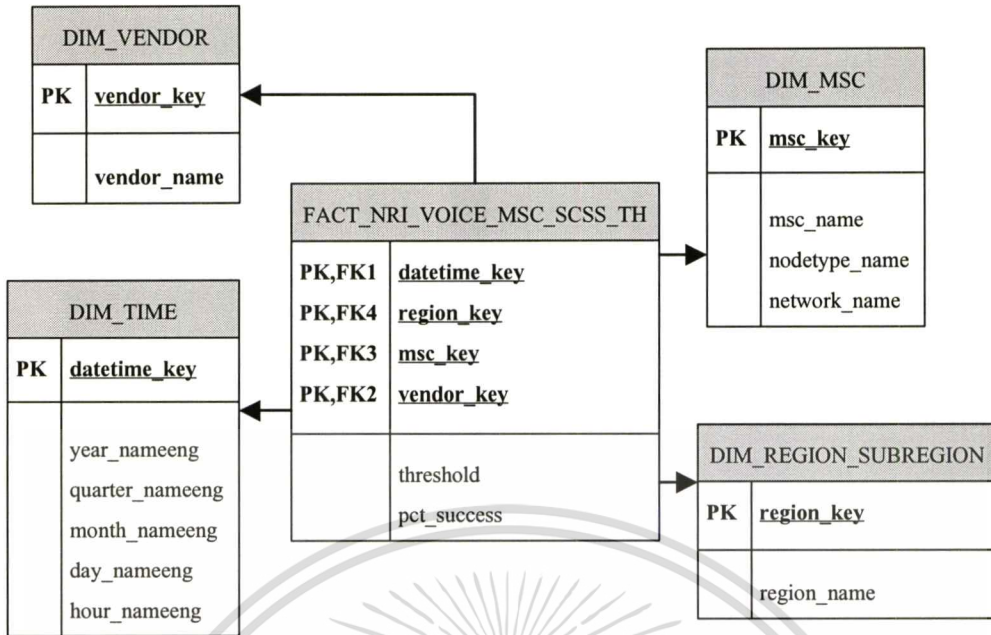 DIM_VENDOR
PK vendor_key
vendor_name
DIM_MSC
PK msc_key
msc_name
nodetype_name
network_name
FACT_NRI_VOICE_MSC_SCSS_TH
PK,FK1 datetime_key
PK,FK4 region_key
PK,FK3 msc_key
PK,FK2 vendor_key
threshold
pct_success
DIM_TIME
PK datetime_key
year_nameeng
quarter_nameeng
month_nameeng
day_nameeng
hour_nameeng
DIM_REGION_SUBREGION
PK region_key
region_name